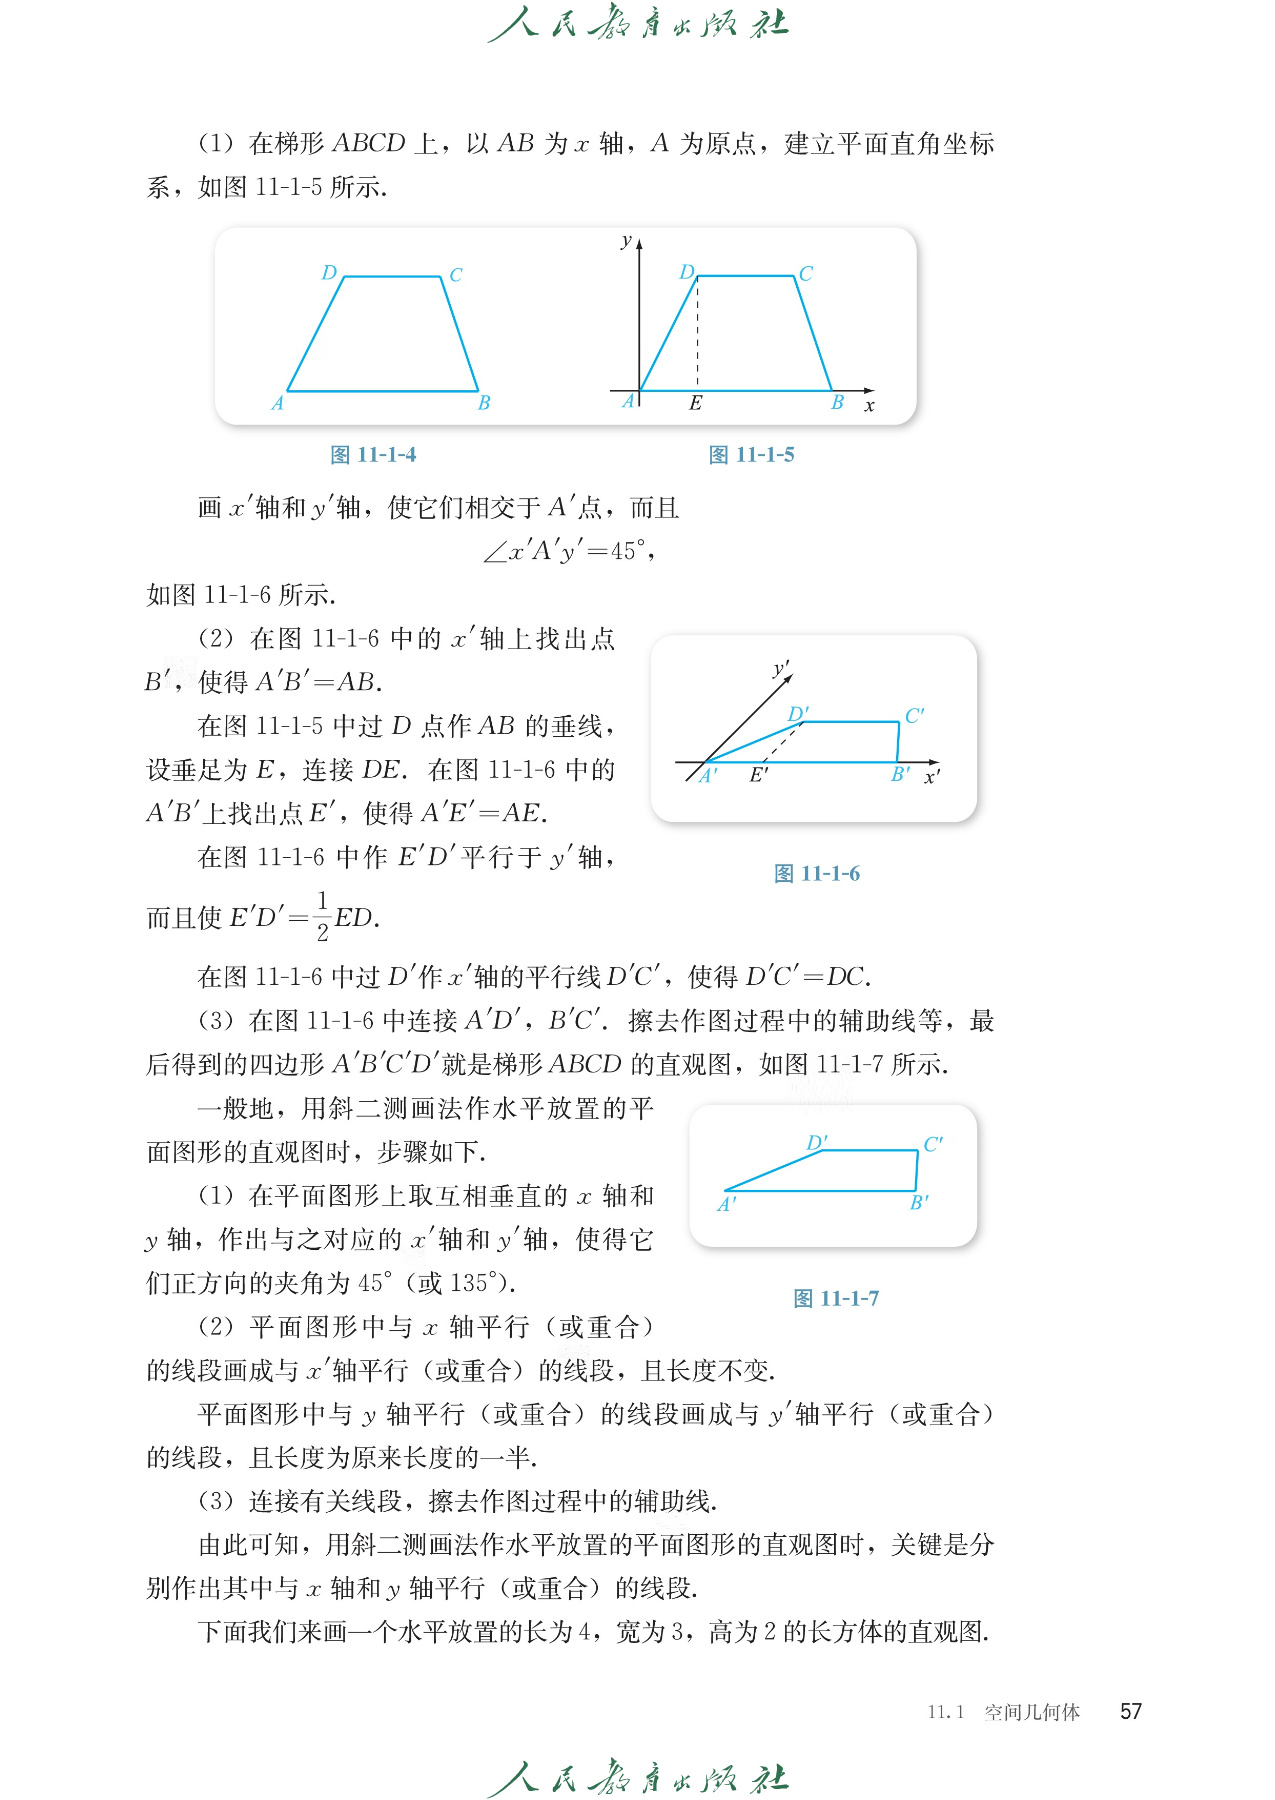 人民教育出版社
（1）在梯形 ABCD 上，以 AB 为 x 轴，A 为原点，建立平面直角坐标
系，如图 11-1-5 所示．
D C A B
y D C A E B x
图 11-1-4
图 11-1-5
画 x′轴和 y′轴，使它们相交于 A′点，而且
∠x′A′y′＝45°，
如图 11-1-6 所示．
（2）在图 11-1-6 中的 x′轴上找出点
B′，使得 A′B′＝AB．
在图 11-1-5 中过 D 点作 AB 的垂线，
设垂足为 E，连接 DE．在图 11-1-6 中的
A′B′上找出点 E′，使得 A′E′＝AE．
在图 11-1-6 中作 E′D′平行于 y′轴，
而且使 E′D′＝1/2 ED．
y′ D′ C′ A′ E′ B′ x′
图 11-1-6
在图 11-1-6 中过 D′作 x′轴的平行线 D′C′，使得 D′C′＝DC．
（3）在图 11-1-6 中连接 A′D′，B′C′．擦去作图过程中的辅助线等，最
后得到的四边形 A′B′C′D′就是梯形 ABCD 的直观图，如图 11-1-7 所示．
一般地，用斜二测画法作水平放置的平
面图形的直观图时，步骤如下．
（1）在平面图形上取互相垂直的 x 轴和
y 轴，作出与之对应的 x′轴和 y′轴，使得它
们正方向的夹角为 45°（或 135°）．
D′ C′ A′ B′
图 11-1-7
（2）平面图形中与 x 轴平行（或重合）
的线段画成与 x′轴平行（或重合）的线段，且长度不变．
平面图形中与 y 轴平行（或重合）的线段画成与 y′轴平行（或重合）
的线段，且长度为原来长度的一半．
（3）连接有关线段，擦去作图过程中的辅助线．
由此可知，用斜二测画法作水平放置的平面图形的直观图时，关键是分
别作出其中与 x 轴和 y 轴平行（或重合）的线段．
下面我们来画一个水平放置的长为 4，宽为 3，高为 2 的长方体的直观图．
11.1 空间几何体 57
人民教育出版社